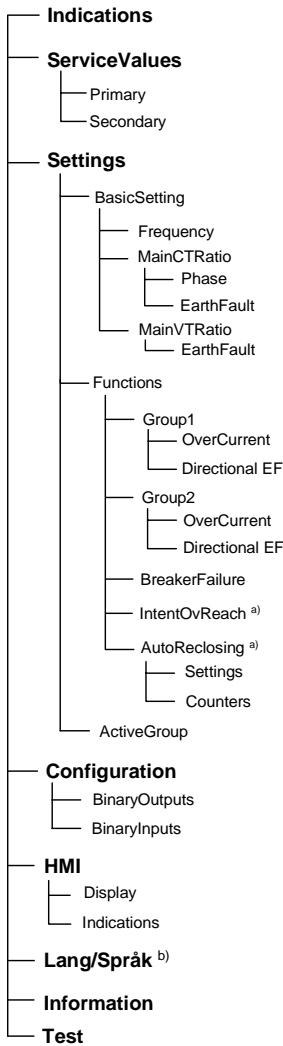 Indications
ServiceValues
Primary
Secondary
Settings
BasicSetting
Frequency
MainCTRatio
Phase
EarthFault
MainVTRatio
EarthFault
Functions
Group1
OverCurrent
Directional EF
Group2
OverCurrent
Directional EF
BreakerFailure
IntentOvReach a)
AutoReclosing a)
Settings
Counters
ActiveGroup
Configuration
BinaryOutputs
BinaryInputs
HMI
Display
Indications
Lang/Språk b)
Information
Test